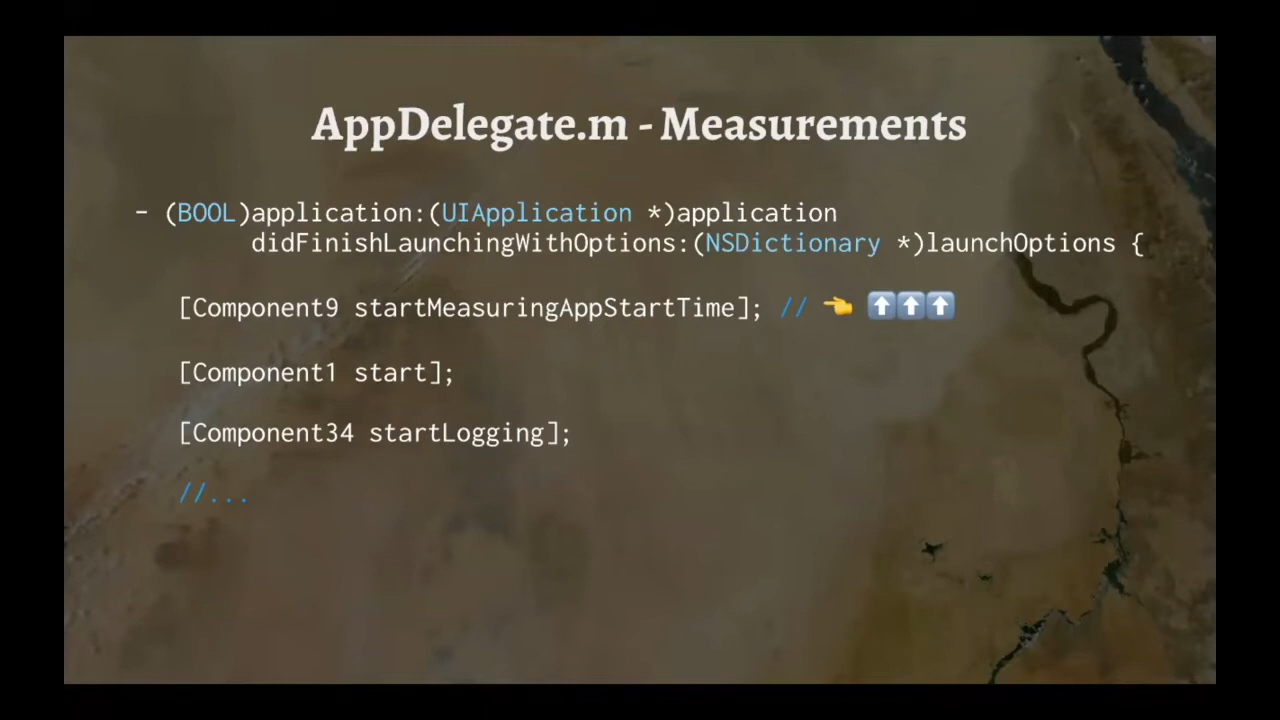 AppDelegate.m - Measurements
- (BOOL)application:(UIApplication *)application
didFinishLaunchingWithOptions:(NSDictionary *)launchOptions {
[Component9 startMeasuringAppStartTime]; // 👈 ⬆️⬆️⬆️
[Component1 start];
[Component34 startLogging];
//...